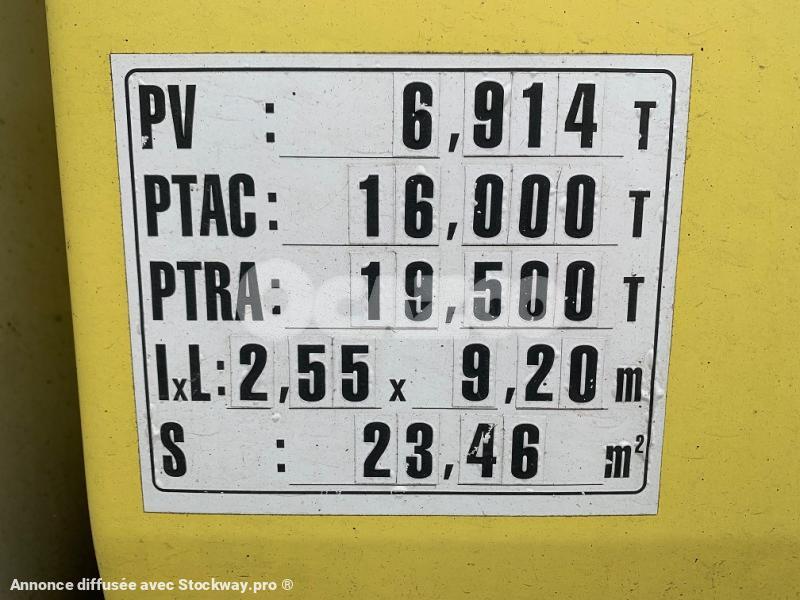 PV : 6,914 T
PTAC : 16,000 T
PTRA : 19,500 T
lxL : 2,55 x 9,20 m
S : 23,46 m²
Annonce diffusée avec Stockway.pro ®